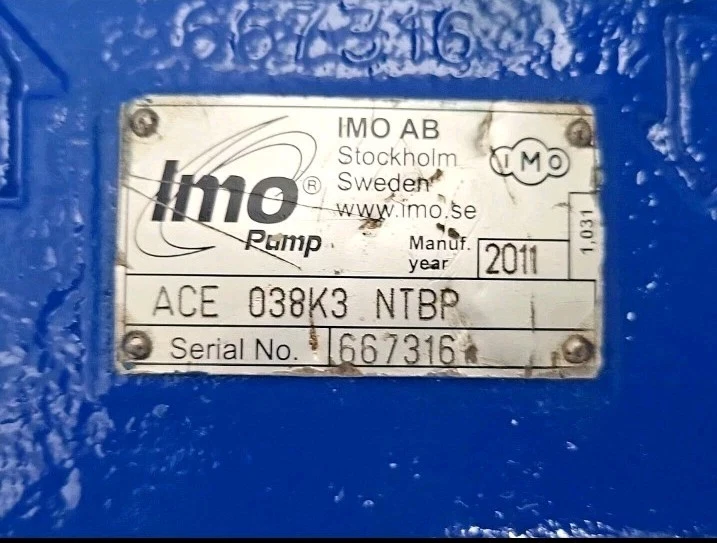 667316
IMO AB
Stockholm
Sweden
www.imo.se
Imo®
Pump
IMO
Manuf.
year
2011
1,031
ACE 038K3 NTBP
Serial No. 667316